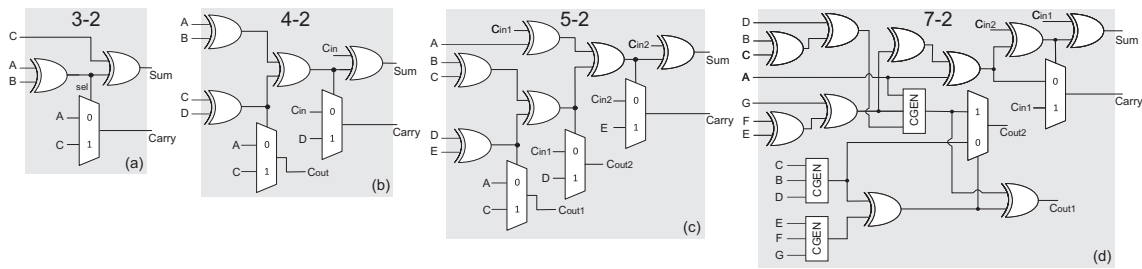 3-2
C
A
B
sel
Sum
A
0
C
1
Carry
(a)
4-2
A
B
Cin
Sum
C
D
Cin
0
D
1
Carry
A
0
C
1
Cout
(b)
5-2
Cin1
A
Cin2
Sum
B
C
Cin2
0
E
1
Carry
D
E
Cin1
0
D
1
Cout2
A
0
C
1
Cout1
(c)
7-2
Cin1
D
Cin2
B
C
Sum
A
0
Cin1
1
Carry
G
CGEN
1
0
Cout2
F
E
C
B
D
CGEN
Cout1
E
F
G
CGEN
(d)